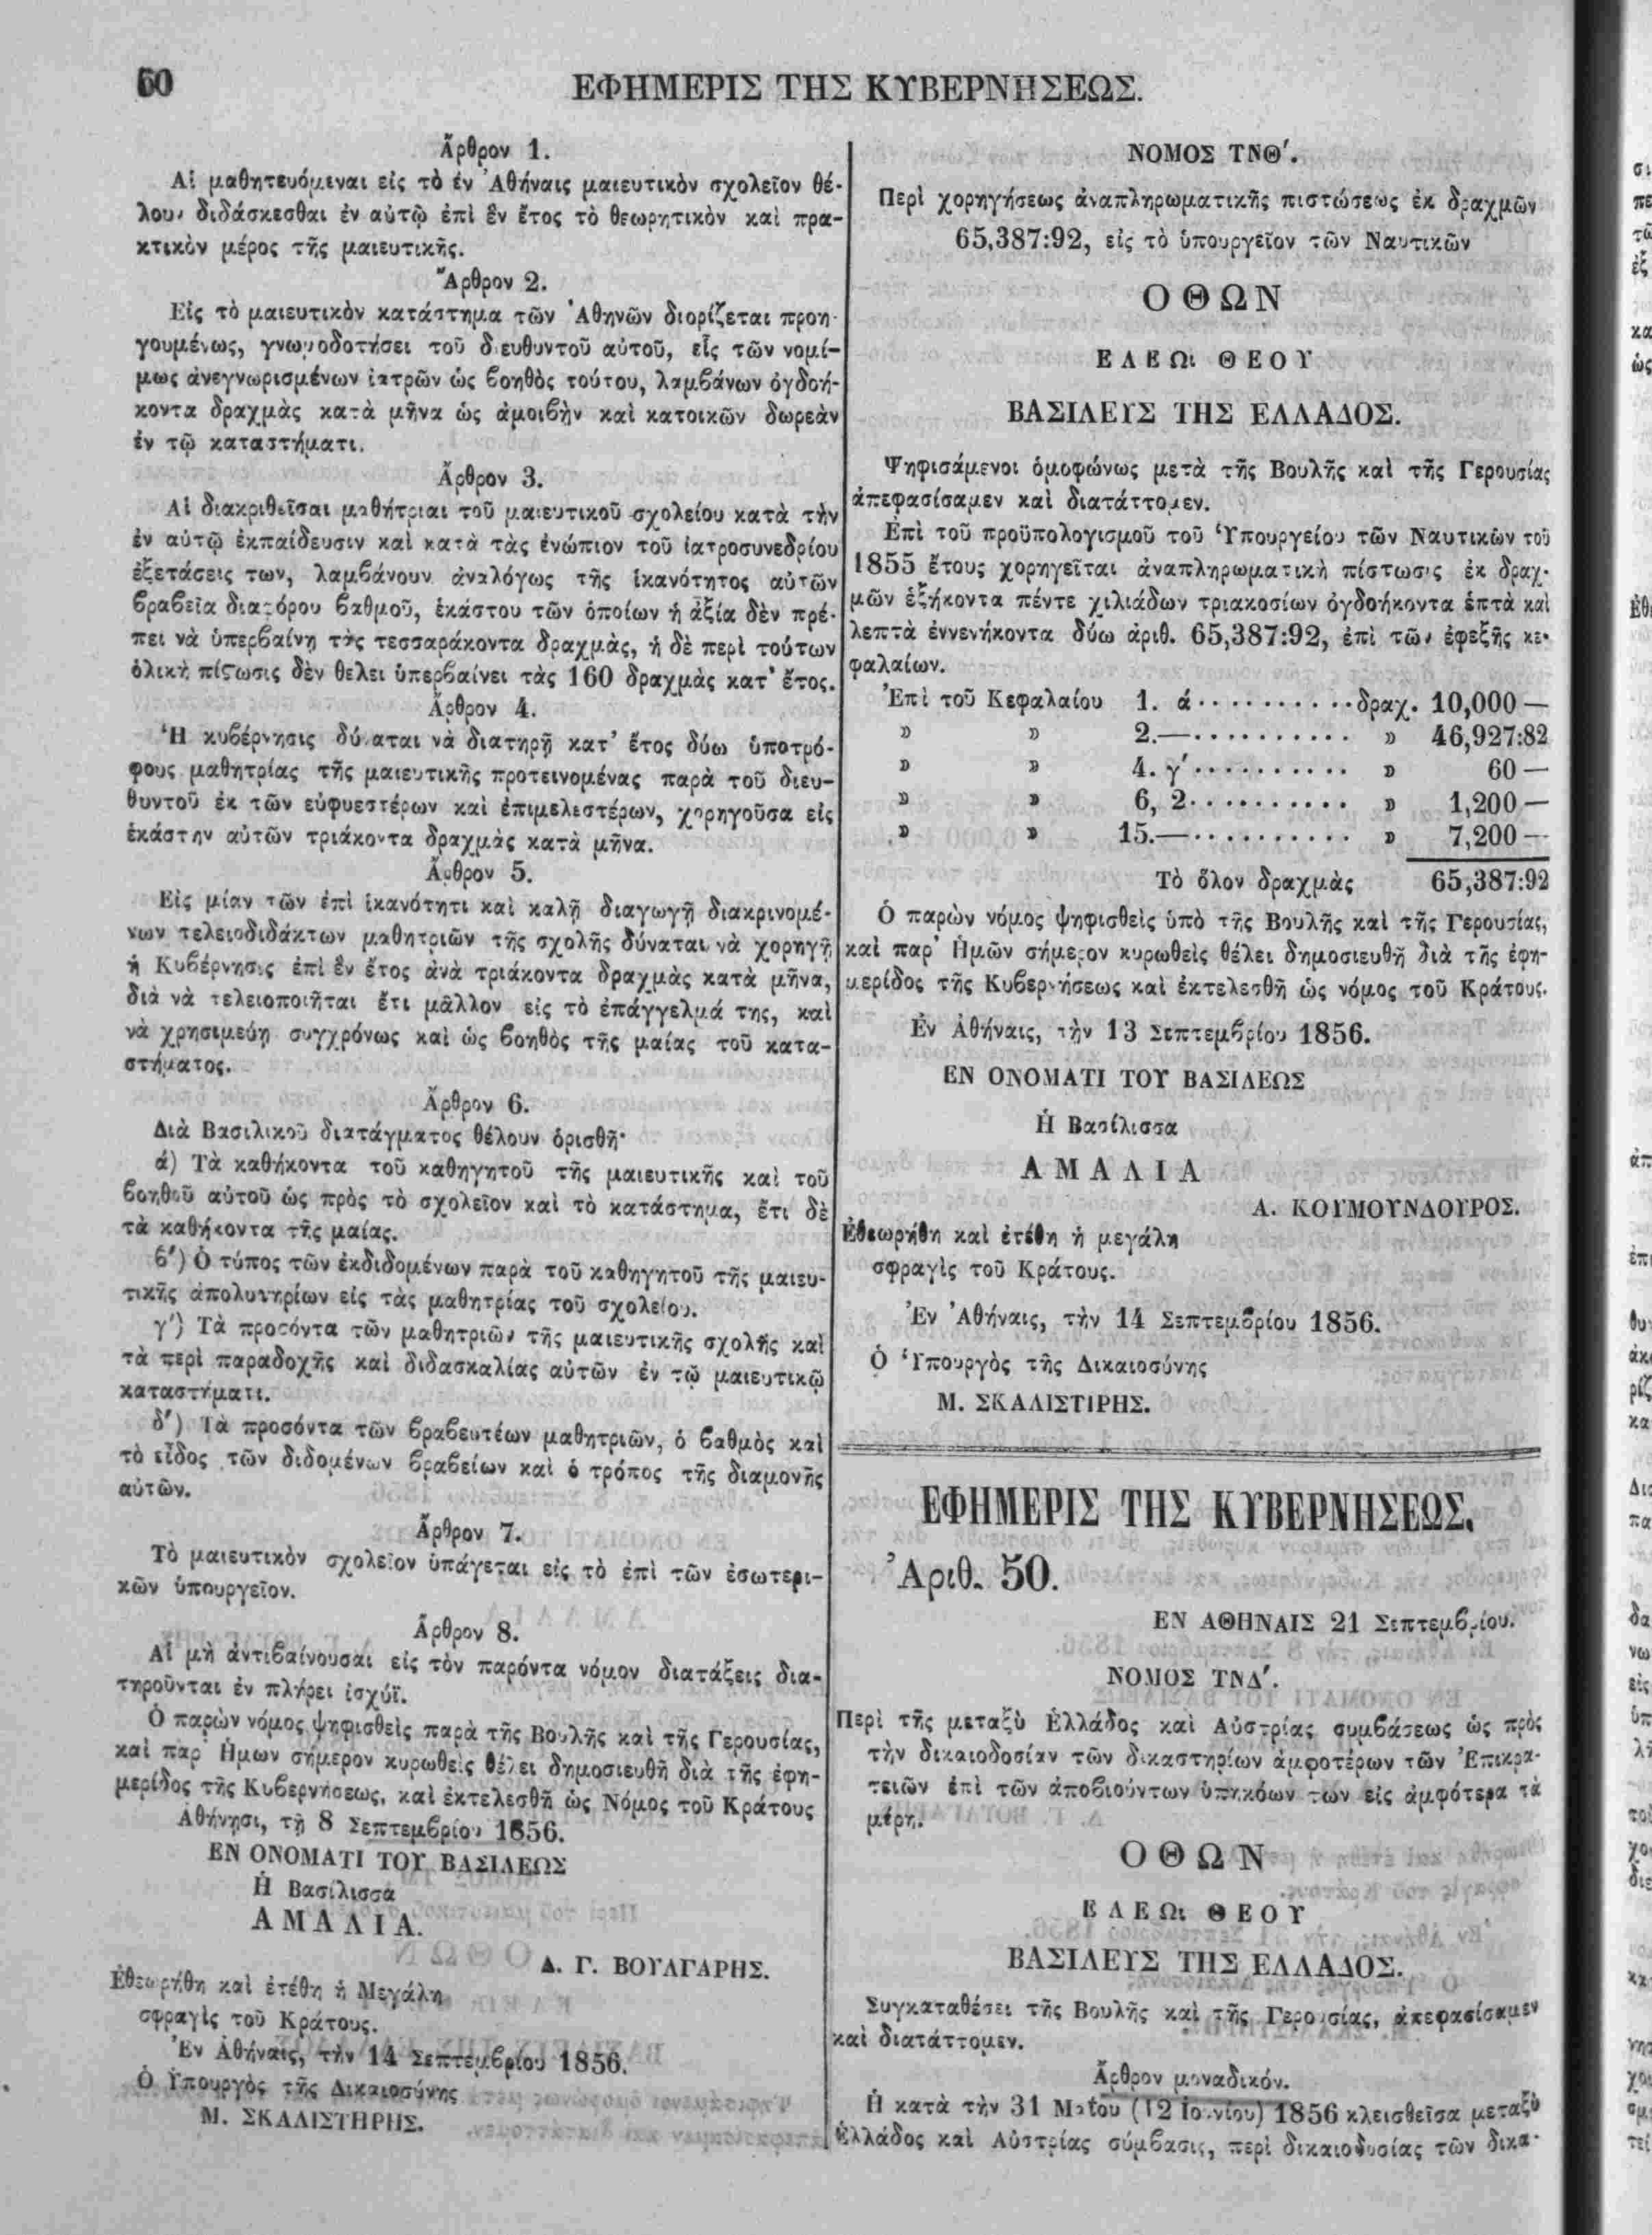 60
ΕΦΗΜΕΡΙΣ ΤΗΣ ΚΥΒΕΡΝΗΣΕΩΣ.
Ἄρθρον 1.
Αἱ μαθητευόμεναι εἰς τὸ ἐν Ἀθήναις μαιευτικὸν σχολεῖον θέ-
λουν διδάσκεσθαι ἐν αὐτῷ ἐπὶ ἓν ἔτος τὸ θεωρητικὸν καὶ πρα-
κτικὸν μέρος τῆς μαιευτικῆς.
Ἄρθρον 2.
Εἰς τὸ μαιευτικὸν κατάστημα τῶν Ἀθηνῶν διορίζεται προη-
γουμένως, γνωμοδοτήσει τοῦ διευθυντοῦ αὐτοῦ, εἷς τῶν νομί-
μως ἀνεγνωρισμένων ἰατρῶν ὡς βοηθὸς τούτου, λαμβάνων ὀγδοή-
κοντα δραχμὰς κατὰ μῆνα ὡς ἀμοιβὴν καὶ κατοικῶν δωρεὰν
ἐν τῷ καταστήματι.
Ἄρθρον 3.
Αἱ διακριθεῖσαι μαθήτριαι τοῦ μαιευτικοῦ σχολείου κατὰ τὴν
ἐν αὐτῷ ἐκπαίδευσιν καὶ κατὰ τὰς ἐνώπιον τοῦ ἰατροσυνεδρίου
ἐξετάσεις των, λαμβάνουν ἀναλόγως τῆς ἱκανότητος αὐτῶν
βραβεῖα διαφόρου βαθμοῦ, ἑκάστου τῶν ὁποίων ἡ ἀξία δὲν πρέ-
πει νὰ ὑπερβαίνῃ τὰς τεσσαράκοντα δραχμὰς, ἡ δὲ περὶ τούτων
ὁλικὴ πίστωσις δὲν θέλει ὑπερβαίνει τὰς 160 δραχμὰς κατ' ἔτος.
Ἄρθρον 4.
Ἡ κυβέρνησις δύναται νὰ διατηρῇ κατ' ἔτος δύω ὑποτρό-
φους μαθητρίας τῆς μαιευτικῆς προτεινομένας παρὰ τοῦ διευ-
θυντοῦ ἐκ τῶν εὐφυεστέρων καὶ ἐπιμελεστέρων, χορηγοῦσα εἰς
ἑκάστην αὐτῶν τριάκοντα δραχμὰς κατὰ μῆνα.
Ἄρθρον 5.
Εἰς μίαν τῶν ἐπὶ ἱκανότητι καὶ καλῇ διαγωγῇ διακρινομέ-
νων τελειοδιδάκτων μαθητριῶν τῆς σχολῆς δύναται νὰ χορηγῇ
ἡ Κυβέρνησις ἐπὶ ἓν ἔτος ἀνὰ τριάκοντα δραχμὰς κατὰ μῆνα,
διὰ νὰ τελειοποιῆται ἔτι μᾶλλον εἰς τὸ ἐπάγγελμά της, καὶ
νὰ χρησιμεύῃ συγχρόνως καὶ ὡς βοηθὸς τῆς μαίας τοῦ κατα-
στήματος.
Ἄρθρον 6.
Διὰ Βασιλικοῦ διατάγματος θέλουν ὁρισθῆ·
ά) Τὰ καθήκοντα τοῦ καθηγητοῦ τῆς μαιευτικῆς καὶ τοῦ
βοηθοῦ αὐτοῦ ὡς πρὸς τὸ σχολεῖον καὶ τὸ κατάστημα, ἔτι δὲ
τὰ καθήκοντα τῆς μαίας.
β') Ὁ τύπος τῶν ἐκδιδομένων παρὰ τοῦ καθηγητοῦ τῆς μαιευ-
τικῆς ἀπολυτηρίων εἰς τὰς μαθητρίας τοῦ σχολείου.
γ') Τὰ προσόντα τῶν μαθητριῶν τῆς μαιευτικῆς σχολῆς καὶ
τὰ περὶ παραδοχῆς καὶ διδασκαλίας αὐτῶν ἐν τῷ μαιευτικῷ
καταστήματι.
δ') Τὰ προσόντα τῶν βραβευτέων μαθητριῶν, ὁ βαθμὸς καὶ
τὸ εἶδος τῶν διδομένων βραβείων καὶ ὁ τρόπος τῆς διαμονῆς
αὐτῶν.
Ἄρθρον 7.
Τὸ μαιευτικὸν σχολεῖον ὑπάγεται εἰς τὸ ἐπὶ τῶν ἐσωτερι-
κῶν ὑπουργεῖον.
Ἄρθρον 8.
Αἱ μὴ ἀντιβαίνουσαι εἰς τὸν παρόντα νόμον διατάξεις δια-
τηροῦνται ἐν πλήρει ἰσχύϊ.
Ὁ παρὼν νόμος ψηφισθεὶς παρὰ τῆς Βουλῆς καὶ τῆς Γερουσίας,
καὶ παρ' Ἡμων σήμερον κυρωθεὶς θέλει δημοσιευθῆ διὰ τῆς ἐφη-
μερίδος τῆς Κυβερνήσεως, καὶ ἐκτελεσθῆ ὡς Νόμος τοῦ Κράτους
Ἀθήνῃσι, τῇ 8 Σεπτεμβρίου 1856.
ΕΝ ΟΝΟΜΑΤΙ ΤΟΥ ΒΑΣΙΛΕΩΣ
Ἡ Βασίλισσα
ΑΜΑΛΙΑ.
Δ. Γ. ΒΟΥΛΓΑΡΗΣ.
Ἐθεωρήθη καὶ ἐτέθη ἡ Μεγάλη
σφραγὶς τοῦ Κράτους.
Ἐν Ἀθήναις, τὴν 14 Σεπτεμβρίου 1856.
Ὁ Ὑπουργὸς τῆς Δικαιοσύνης
Μ. ΣΚΑΛΙΣΤΗΡΗΣ.
ΝΟΜΟΣ ΤΝΘ'.
Περὶ χορηγήσεως ἀναπληρωματικῆς πιστώσεως ἐκ δραχμῶν
65,387:92, εἰς τὸ ὑπουργεῖον τῶν Ναυτικῶν
ΟΘΩΝ
ΕΛΕΩι ΘΕΟΥ
ΒΑΣΙΛΕΥΣ ΤΗΣ ΕΛΛΑΔΟΣ.
Ψηφισάμενοι ὁμοφώνως μετὰ τῆς Βουλῆς καὶ τῆς Γερουσίας
ἀπεφασίσαμεν καὶ διατάττομεν.
Ἐπὶ τοῦ προϋπολογισμοῦ τοῦ Ὑπουργείου τῶν Ναυτικῶν τοῦ
1855 ἔτους χορηγεῖται ἀναπληρωματικὴ πίστωσις ἐκ δραχ-
μῶν ἑξήκοντα πέντε χιλιάδων τριακοσίων ὀγδοήκοντα ἑπτὰ καὶ
λεπτὰ ἐννενήκοντα δύω ἀριθ. 65,387:92, ἐπὶ τῶν ἐφεξῆς κε-
φαλαίων.
Ἐπὶ τοῦ Κεφαλαίου 1. ά . . . . . . . . . . δραχ. 10,000 —
» » 2.— . . . . . . . . . . » 46,927:82
» » 4. γ' . . . . . . . . . . » 60 —
» » 6, 2 . . . . . . . . . . » 1,200 —
» » 15.— . . . . . . . . . . » 7,200 —
Τὸ ὅλον δραχμὰς 65,387:92
Ὁ παρὼν νόμος ψηφισθεὶς ὑπὸ τῆς Βουλῆς καὶ τῆς Γερουσίας,
καὶ παρ' Ἡμῶν σήμερον κυρωθεὶς θέλει δημοσιευθῆ διὰ τῆς ἐφη-
μερίδος τῆς Κυβερνήσεως καὶ ἐκτελεσθῆ ὡς νόμος τοῦ Κράτους.
Ἐν Ἀθήναις, τὴν 13 Σεπτεμβρίου 1856.
ΕΝ ΟΝΟΜΑΤΙ ΤΟΥ ΒΑΣΙΛΕΩΣ
Ἡ Βασίλισσα
ΑΜΑΛΙΑ
Α. ΚΟΥΜΟΥΝΔΟΥΡΟΣ.
Ἐθεωρήθη καὶ ἐτέθη ἡ μεγάλη
σφραγὶς τοῦ Κράτους.
Ἐν Ἀθήναις, τὴν 14 Σεπτεμβρίου 1856.
Ὁ Ὑπουργὸς τῆς Δικαιοσύνης
Μ. ΣΚΑΛΙΣΤΙΡΗΣ.
ΕΦΗΜΕΡΙΣ ΤΗΣ ΚΥΒΕΡΝΗΣΕΩΣ.
Ἀριθ. 50.
ΕΝ ΑΘΗΝΑΙΣ 21 Σεπτεμβρίου.
ΝΟΜΟΣ ΤΝΔ'.
Περὶ τῆς μεταξὺ Ἑλλάδος καὶ Αὐστρίας συμβάσεως ὡς πρὸς
τὴν δικαιοδοσίαν τῶν δικαστηρίων ἀμφοτέρων τῶν Ἐπικρα-
τειῶν ἐπὶ τῶν ἀποβιούντων ὑπηκόων των εἰς ἀμφότερα τὰ
μέρη.
ΟΘΩΝ
ΕΛΕΩι ΘΕΟΥ
ΒΑΣΙΛΕΥΣ ΤΗΣ ΕΛΛΑΔΟΣ.
Συγκαταθέσει τῆς Βουλῆς καὶ τῆς Γερουσίας, ἀπεφασίσαμεν
καὶ διατάττομεν.
Ἄρθρον μοναδικόν.
Ἡ κατὰ τὴν 31 Μαΐου (12 Ιουνίου) 1856 κλεισθεῖσα μεταξὺ
Ἑλλάδος καὶ Αὐστρίας σύμβασις, περὶ δικαιοδοσίας τῶν δικα-